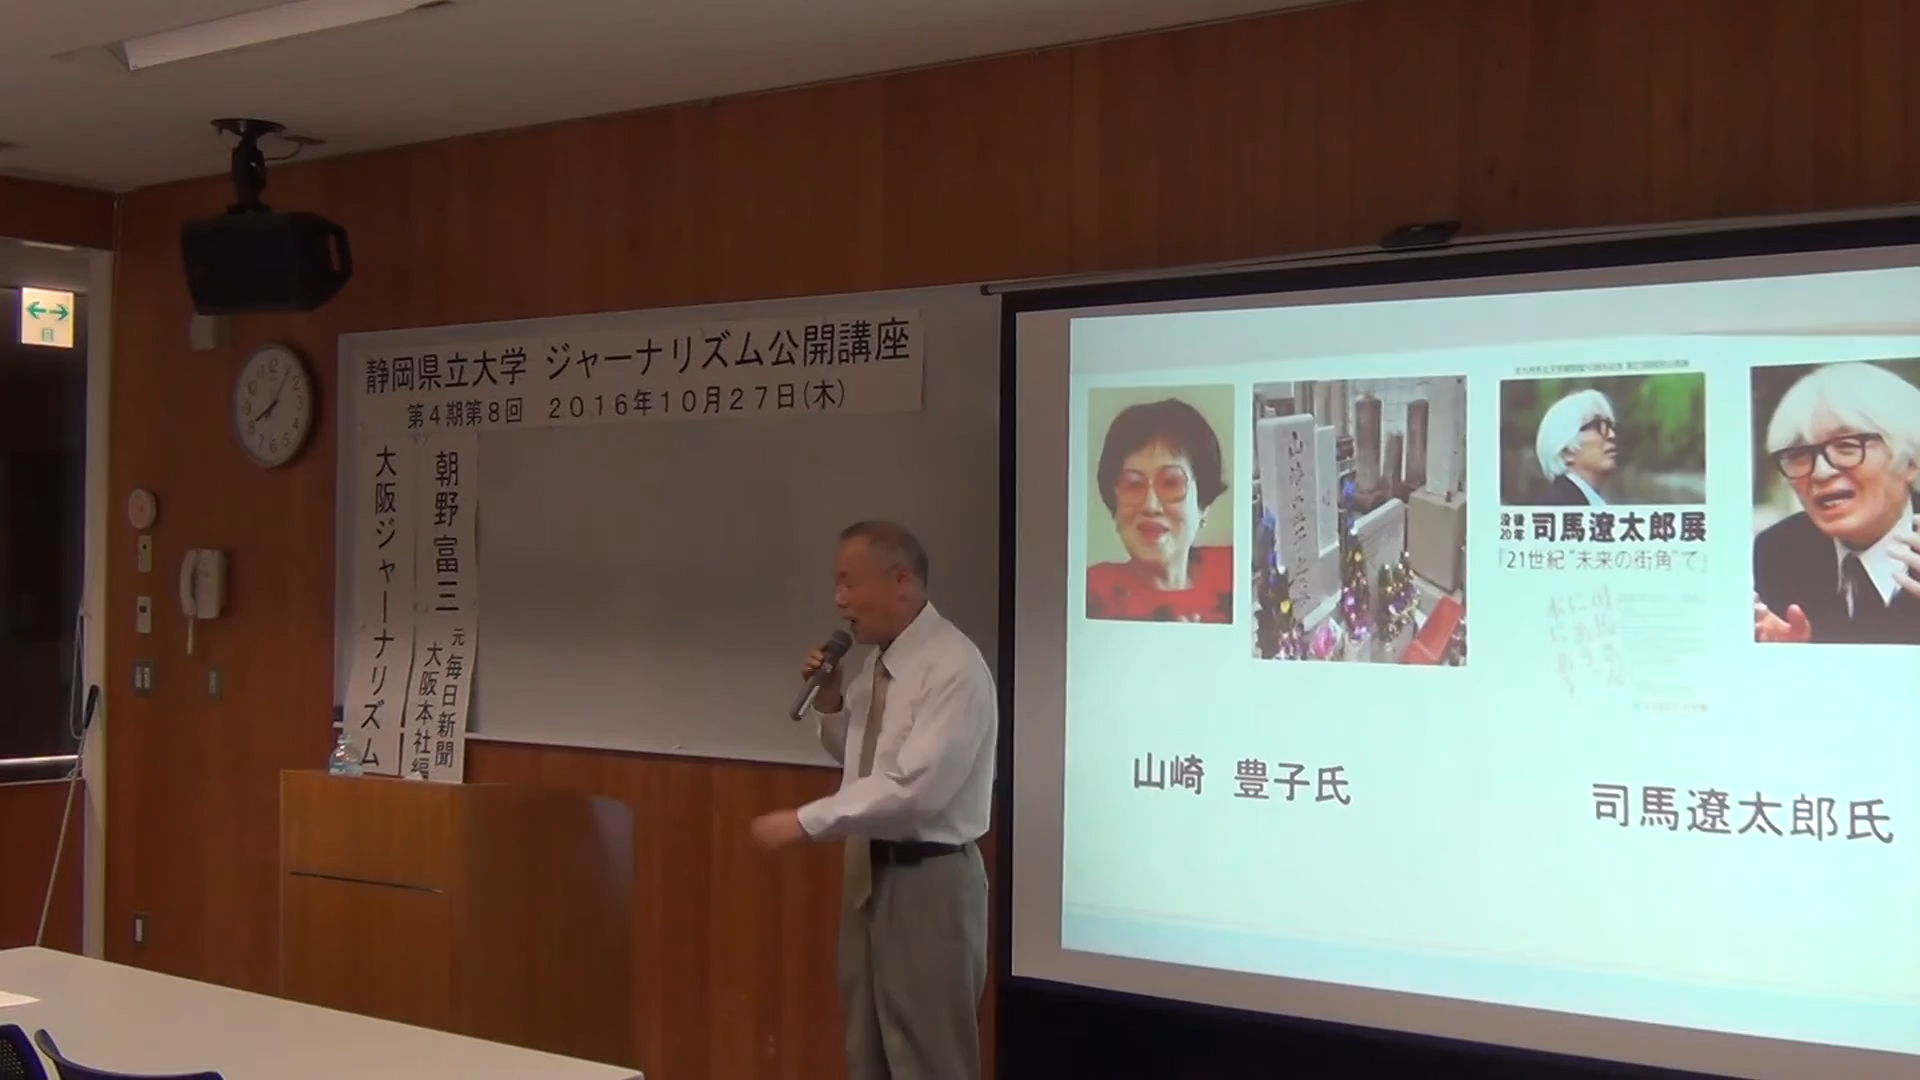 静岡県立大学 ジャーナリズム公開講座
第4期第8回 2016年10月27日(木)
大阪ジャーナリズム
朝野富三
元毎日新聞
大阪本社編
没後
20年
司馬遼太郎展
「21世紀“未来の街角”で」
山崎 豊子氏
司馬遼太郎氏